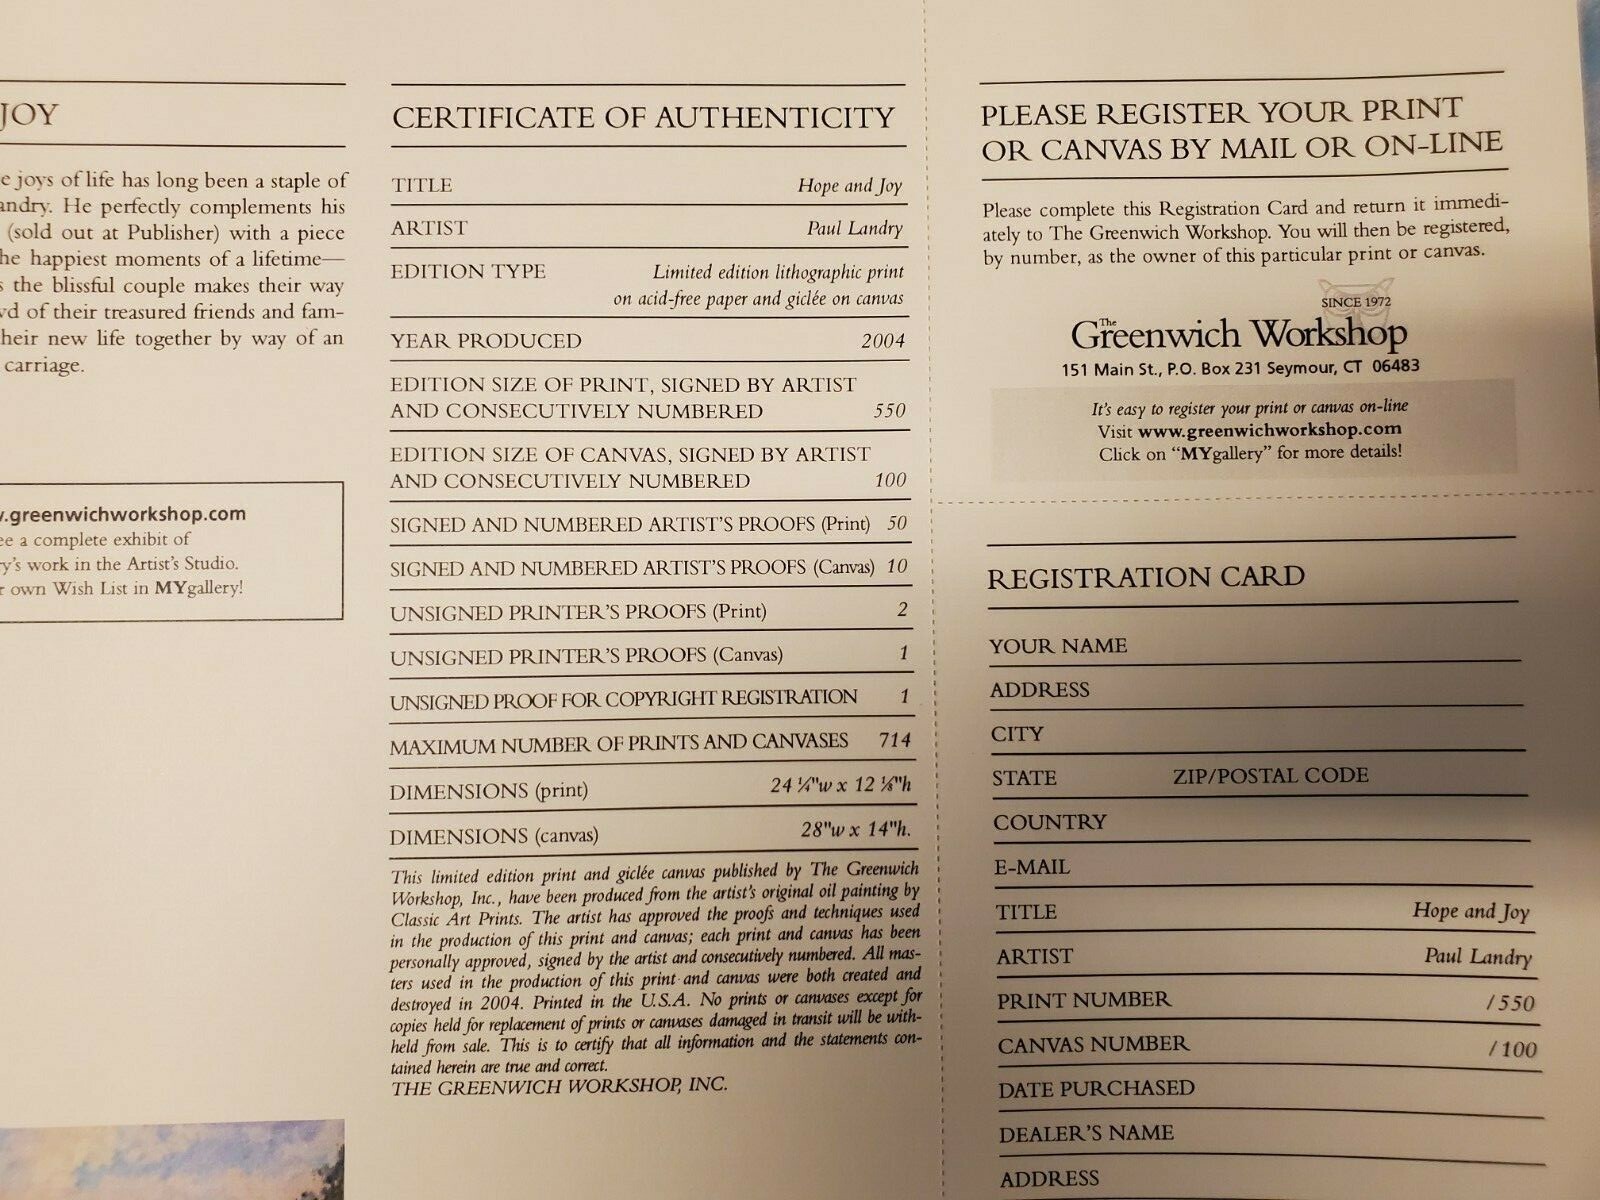 JOY
e joys of life has long been a staple of
andry. He perfectly complements his
(sold out at Publisher) with a piece
he happiest moments of a lifetime—
s the blissful couple makes their way
vd of their treasured friends and fam-
heir new life together by way of an
carriage.
w.greenwichworkshop.com
ee a complete exhibit of
ry's work in the Artist's Studio.
r own Wish List in MYgallery!
CERTIFICATE OF AUTHENTICITY
TITLE Hope and Joy
ARTIST Paul Landry
EDITION TYPE Limited edition lithographic print
on acid-free paper and giclée on canvas
YEAR PRODUCED 2004
EDITION SIZE OF PRINT, SIGNED BY ARTIST
AND CONSECUTIVELY NUMBERED 550
EDITION SIZE OF CANVAS, SIGNED BY ARTIST
AND CONSECUTIVELY NUMBERED 100
SIGNED AND NUMBERED ARTIST'S PROOFS (Print) 50
SIGNED AND NUMBERED ARTIST'S PROOFS (Canvas) 10
UNSIGNED PRINTER'S PROOFS (Print) 2
UNSIGNED PRINTER'S PROOFS (Canvas) 1
UNSIGNED PROOF FOR COPYRIGHT REGISTRATION 1
MAXIMUM NUMBER OF PRINTS AND CANVASES 714
DIMENSIONS (print) 24 ¼"w x 12 ⅛"h
DIMENSIONS (canvas) 28"w x 14"h.
This limited edition print and giclée canvas published by The Greenwich
Workshop, Inc., have been produced from the artist's original oil painting by
Classic Art Prints. The artist has approved the proofs and techniques used
in the production of this print and canvas; each print and canvas has been
personally approved, signed by the artist and consecutively numbered. All mas-
ters used in the production of this print and canvas were both created and
destroyed in 2004. Printed in the U.S.A. No prints or canvases except for
copies held for replacement of prints or canvases damaged in transit will be with-
held from sale. This is to certify that all information and the statements con-
tained herein are true and correct.
THE GREENWICH WORKSHOP, INC.
PLEASE REGISTER YOUR PRINT
OR CANVAS BY MAIL OR ON-LINE
Please complete this Registration Card and return it immedi-
ately to The Greenwich Workshop. You will then be registered,
by number, as the owner of this particular print or canvas.
SINCE 1972
The Greenwich Workshop
151 Main St., P.O. Box 231 Seymour, CT 06483
It's easy to register your print or canvas on-line
Visit www.greenwichworkshop.com
Click on "MYgallery" for more details!
REGISTRATION CARD
YOUR NAME
ADDRESS
CITY
STATE ZIP/POSTAL CODE
COUNTRY
E-MAIL
TITLE Hope and Joy
ARTIST Paul Landry
PRINT NUMBER /550
CANVAS NUMBER /100
DATE PURCHASED
DEALER'S NAME
ADDRESS